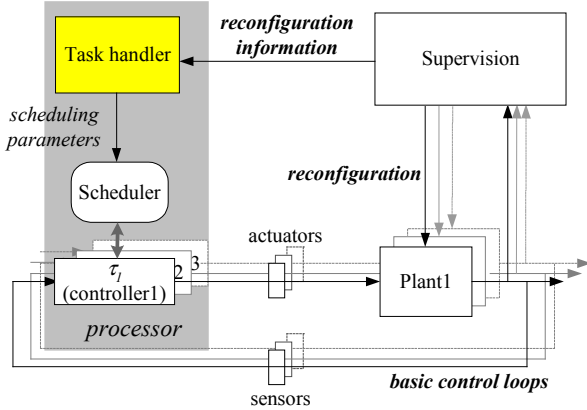 reconfiguration
information
Task handler
Supervision
scheduling
parameters
Scheduler
reconfiguration
actuators
τ1
2
3
(controller1)
Plant1
processor
sensors
basic control loops